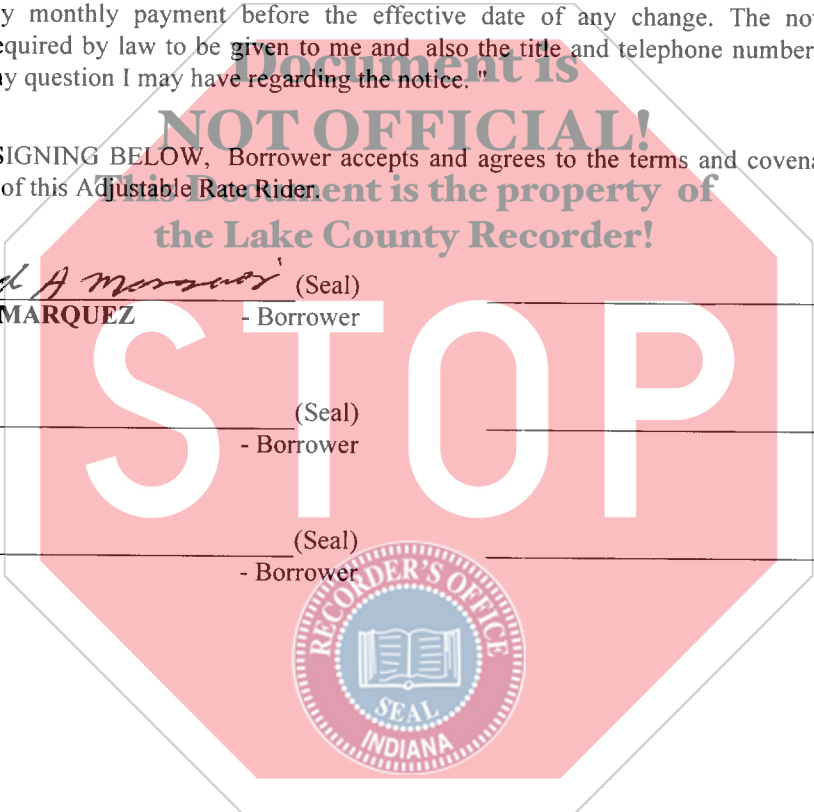 y monthly payment before the effective date of any change. The no
equired by law to be given to me and also the title and telephone number
y question I may have regarding the notice. "
Document is
NOT OFFICIAL!
SIGNING BELOW, Borrower accepts and agrees to the terms and coven
of this Adjustable Rate Rider.
This Document is the property of
the Lake County Recorder!
d A Marquez (Seal)
MARQUEZ - Borrower
STOP
(Seal)
- Borrower
(Seal)
- Borrower
RECORDER'S OFFICE
SEAL
INDIANA